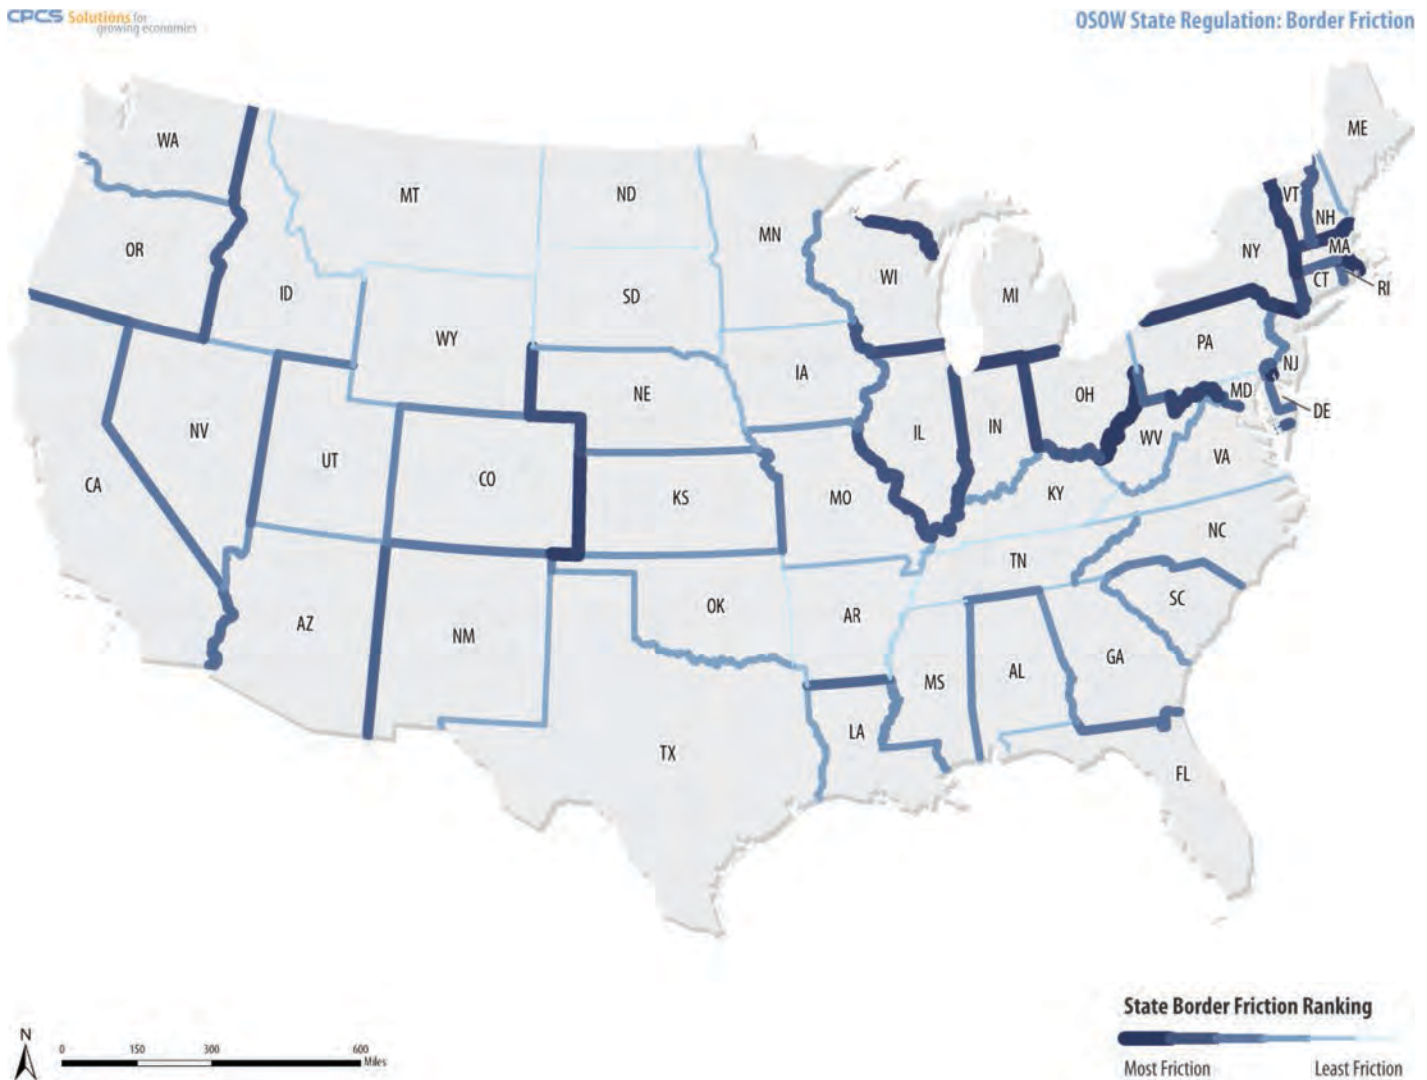 CPCS Solutions for
growing economies
OSOW State Regulation: Border Friction
ME
WA
MT
ND
VT
NH
MN
MA
OR
NY
WI
CT
RI
ID
SD
MI
WY
PA
NJ
IA
NE
OH
MD
DE
NV
IL
IN
WV
UT
CO
VA
CA
KS
MO
KY
NC
TN
OK
AR
SC
AZ
NM
GA
MS
AL
LA
TX
FL
State Border Friction Ranking
Most Friction
Least Friction
N
0 150 300 600
Miles